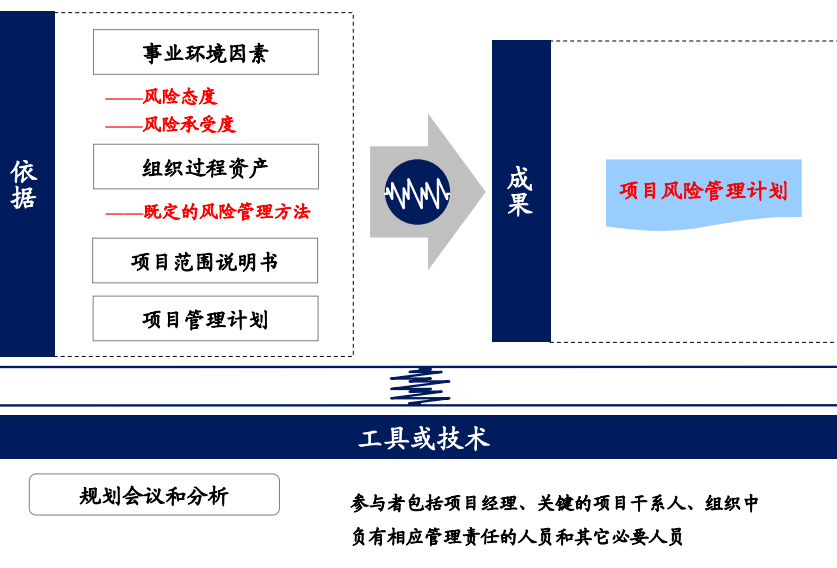 依据
事业环境因素
——风险态度
——风险承受度
组织过程资产
——既定的风险管理方法
项目范围说明书
项目管理计划
成果
项目风险管理计划
工具或技术
规划会议和分析
参与者包括项目经理、关键的项目干系人、组织中
负有相应管理责任的人员和其它必要人员